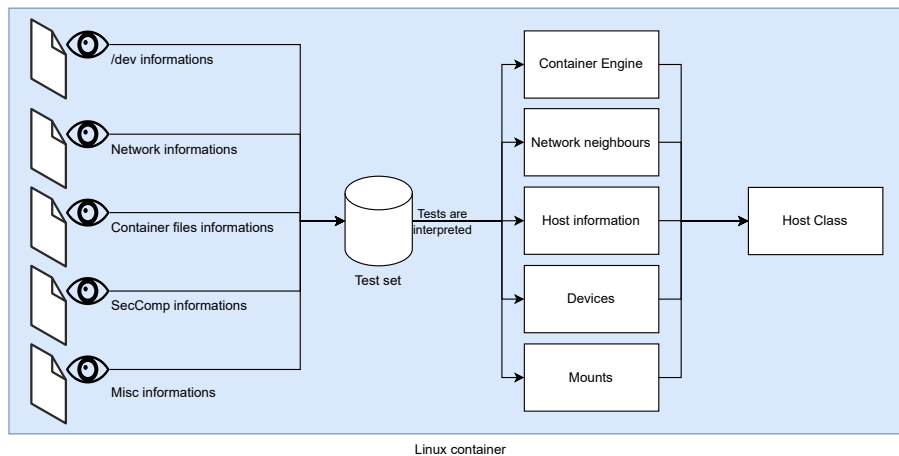 /dev informations
Network informations
Container files informations
SecComp informations
Misc informations
Test set
Tests are
interpreted
Container Engine
Network neighbours
Host information
Devices
Mounts
Host Class
Linux container